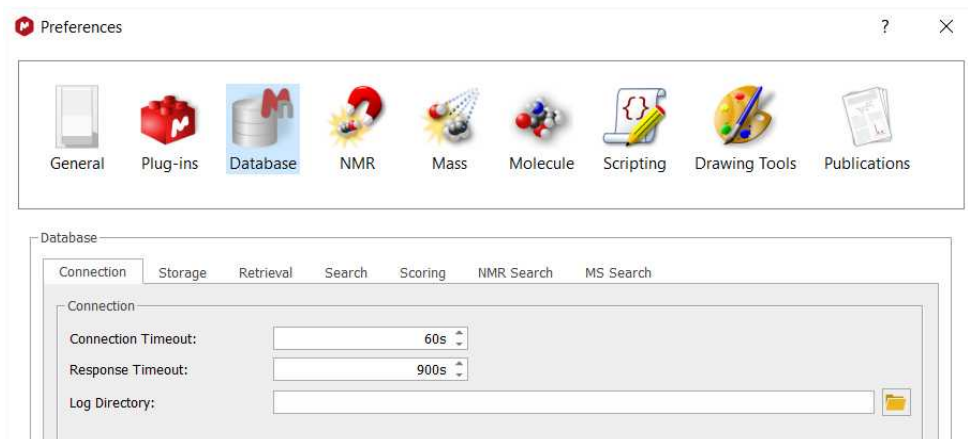 Preferences ?
General Plug-ins Database NMR Mass Molecule Scripting Drawing Tools Publications
Database
Connection Storage Retrieval Search Scoring NMR Search MS Search
Connection
Connection Timeout: 60s
Response Timeout: 900s
Log Directory: